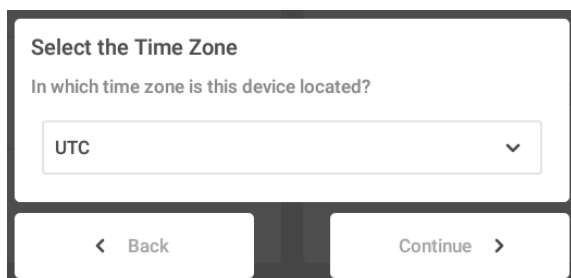 Select the Time Zone
In which time zone is this device located?
UTC
Back
Continue